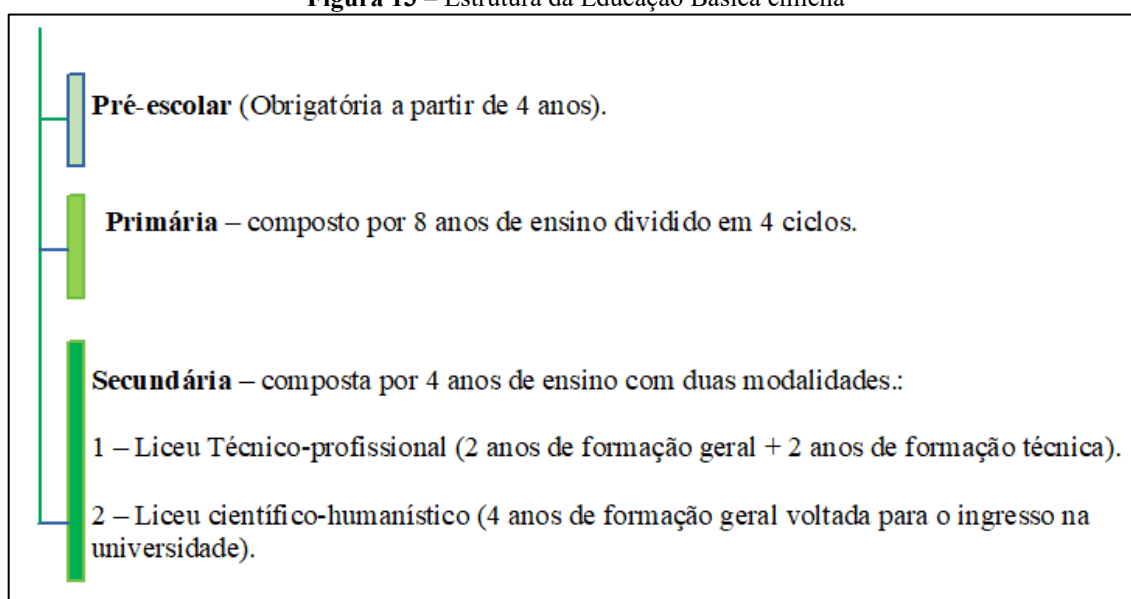 Figura 15 – Estrutura da Educação Básica chilena
Pré-escolar (Obrigatória a partir de 4 anos).
Primária – composto por 8 anos de ensino dividido em 4 ciclos.
Secundária – composta por 4 anos de ensino com duas modalidades.:
1 – Liceu Técnico-profissional (2 anos de formação geral + 2 anos de formação técnica).
2 – Liceu científico-humanístico (4 anos de formação geral voltada para o ingresso na
universidade).